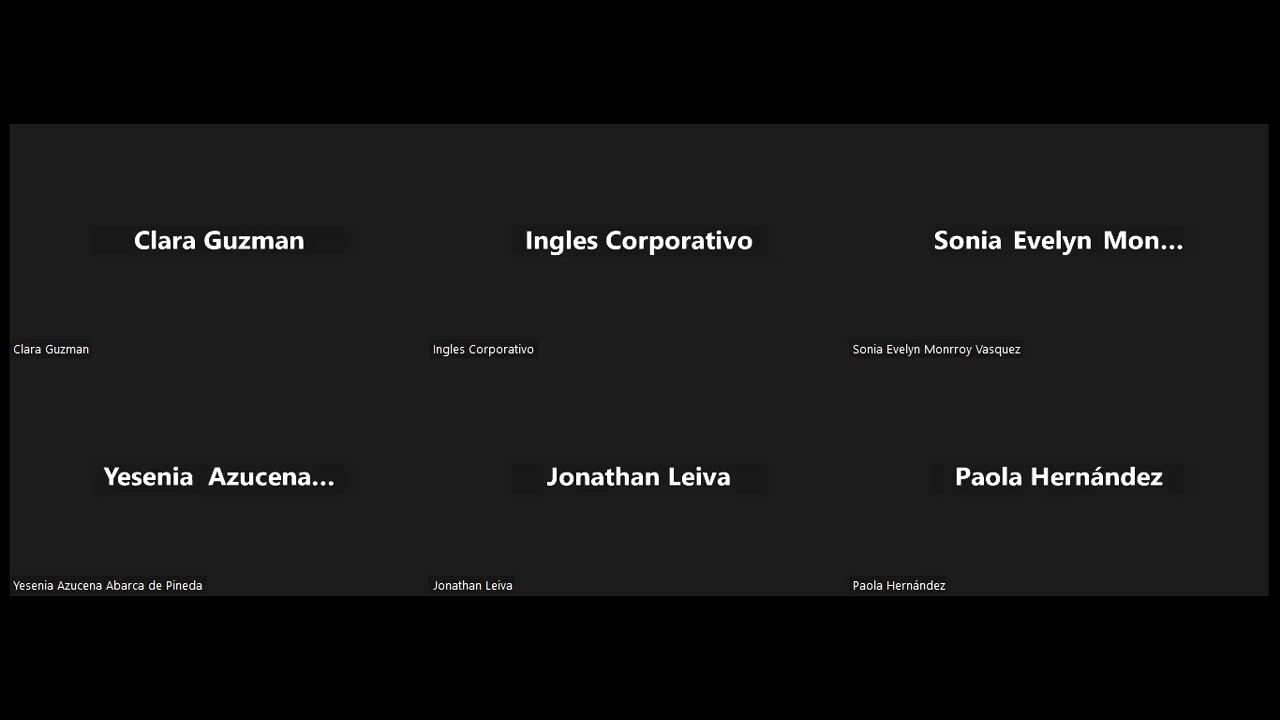 Clara Guzman
Ingles Corporativo
Sonia Evelyn Mon...
Clara Guzman
Ingles Corporativo
Sonia Evelyn Monrroy Vasquez
Yesenia Azucena...
Jonathan Leiva
Paola Hernández
Yesenia Azucena Abarca de Pineda
Jonathan Leiva
Paola Hernández